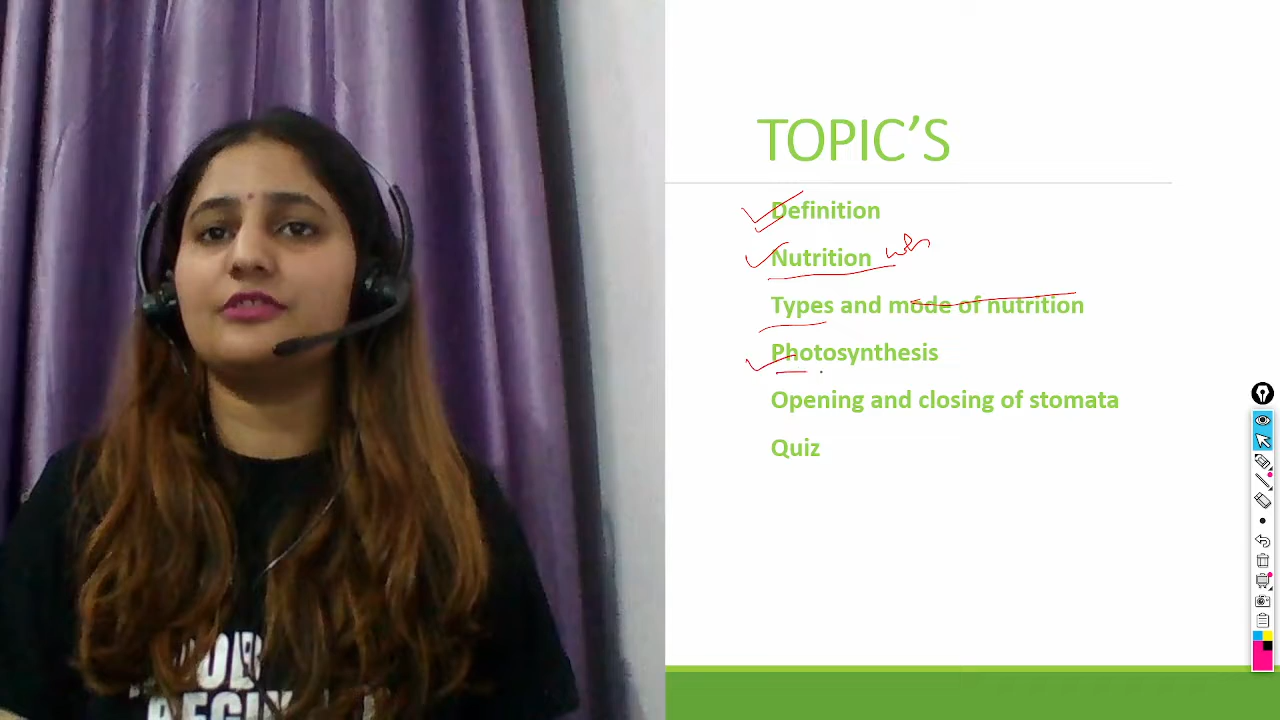 TOPIC'S
Definition
Nutrition
Types and mode of nutrition
Photosynthesis
Opening and closing of stomata
Quiz